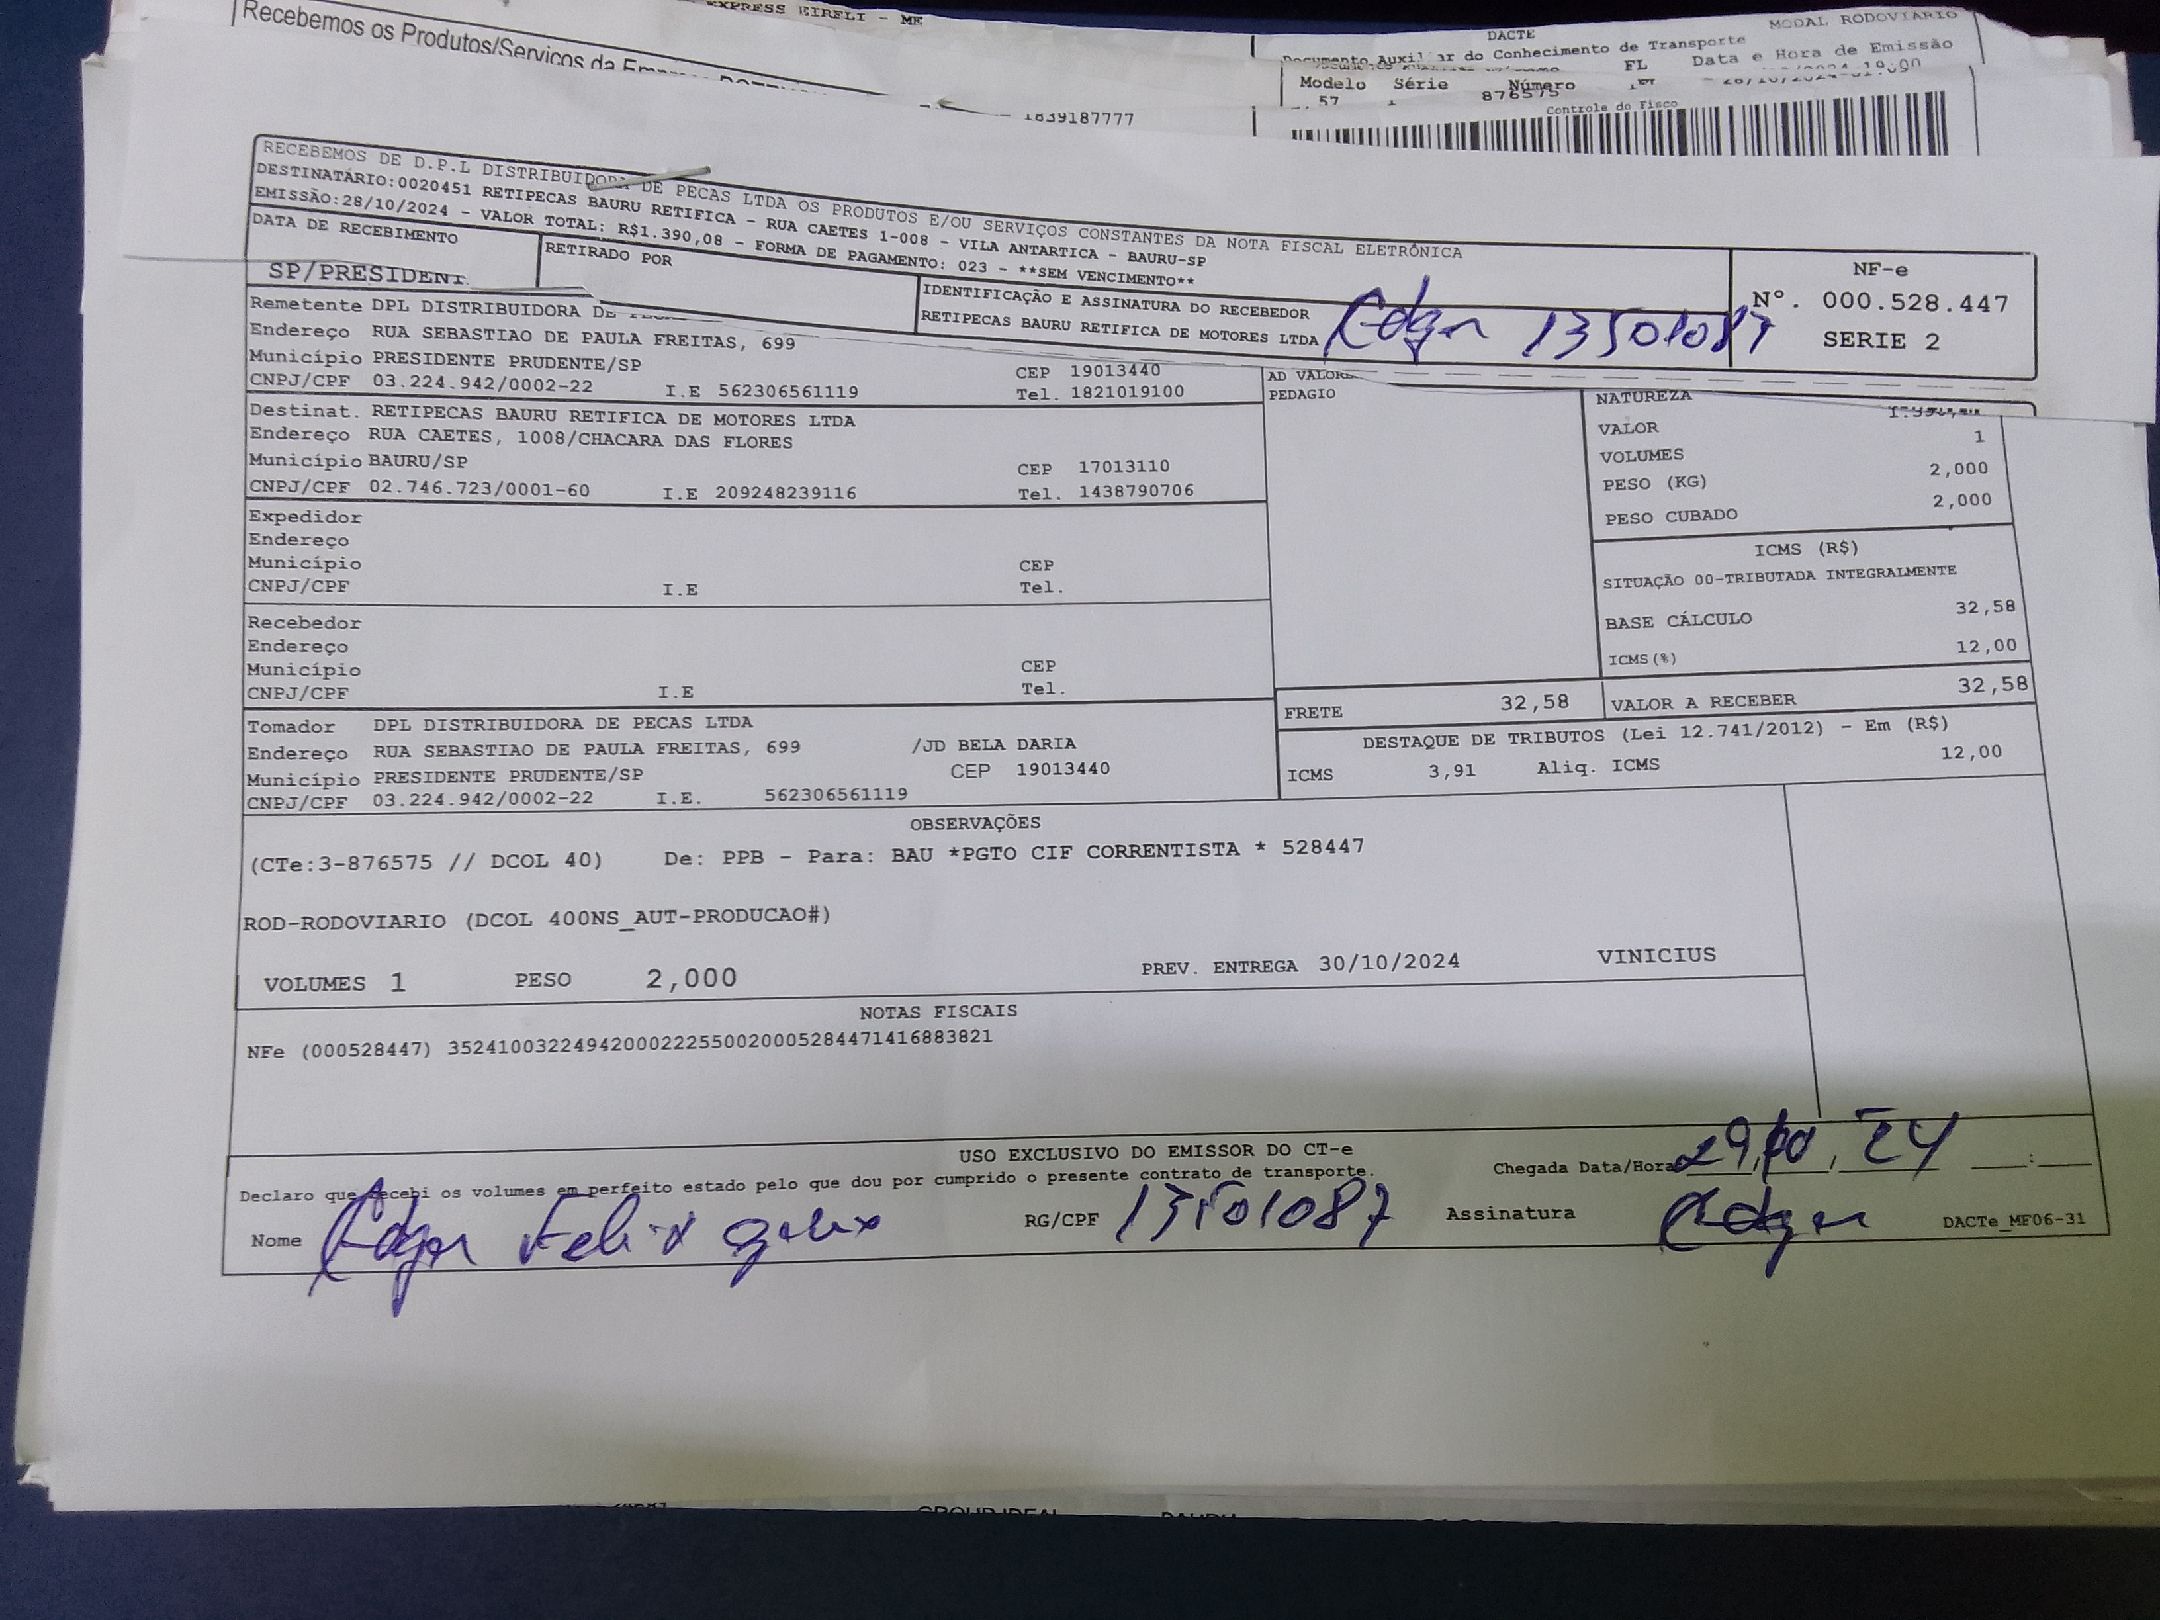 EXPRESS EIRELI - ME
Recebemos os Produtos/Serviços da
DACTE
MODAL RODOVIARIO
Documento Auxiliar do Conhecimento de Transporte
FL Data e Hora de Emissão
Modelo Série Número
57 876575
Controle do Fisco
1839187777
RECEBEMOS DE D.P.L DISTRIBUIDORA DE PECAS LTDA OS PRODUTOS E/OU SERVIÇOS CONSTANTES DA NOTA FISCAL ELETRÔNICA
DESTINATÁRIO:0020451 RETIPECAS BAURU RETIFICA - RUA CAETES 1-008 - VILA ANTARTICA - BAURU-SP
EMISSÃO:28/10/2024 - VALOR TOTAL: R$1.390,08 - FORMA DE PAGAMENTO: 023 - **SEM VENCIMENTO**
DATA DE RECEBIMENTO
RETIRADO POR
IDENTIFICAÇÃO E ASSINATURA DO RECEBEDOR
RETIPECAS BAURU RETIFICA DE MOTORES LTDA Edgar 13501087
NF-e
Nº. 000.528.447
SERIE 2
SP/PRESIDENT
Remetente DPL DISTRIBUIDORA DE
Endereço RUA SEBASTIAO DE PAULA FREITAS, 699
Município PRESIDENTE PRUDENTE/SP CEP 19013440
CNPJ/CPF 03.224.942/0002-22 I.E 562306561119 Tel. 1821019100
AD VALOR
PEDAGIO
Destinat. RETIPECAS BAURU RETIFICA DE MOTORES LTDA
Endereço RUA CAETES, 1008/CHACARA DAS FLORES
Município BAURU/SP CEP 17013110
CNPJ/CPF 02.746.723/0001-60 I.E 209248239116 Tel. 1438790706
NATUREZA
VALOR
VOLUMES 1
PESO (KG) 2,000
PESO CUBADO 2,000
Expedidor
Endereço
Município CEP
CNPJ/CPF I.E Tel.
ICMS (R$)
SITUAÇÃO 00-TRIBUTADA INTEGRALMENTE
BASE CÁLCULO 32,58
ICMS(%) 12,00
Recebedor
Endereço
Município CEP
CNPJ/CPF I.E Tel.
FRETE 32,58 VALOR A RECEBER 32,58
Tomador DPL DISTRIBUIDORA DE PECAS LTDA
Endereço RUA SEBASTIAO DE PAULA FREITAS, 699 /JD BELA DARIA
Município PRESIDENTE PRUDENTE/SP CEP 19013440
CNPJ/CPF 03.224.942/0002-22 I.E. 562306561119
DESTAQUE DE TRIBUTOS (Lei 12.741/2012) - Em (R$)
ICMS 3,91 Aliq. ICMS 12,00
OBSERVAÇÕES
(CTe:3-876575 // DCOL 40) De: PPB - Para: BAU *PGTO CIF CORRENTISTA * 528447
ROD-RODOVIARIO (DCOL 400NS_AUT-PRODUCAO#)
VOLUMES 1 PESO 2,000 PREV. ENTREGA 30/10/2024 VINICIUS
NOTAS FISCAIS
NFe (000528447) 35241003224942000222550020005284471416883821
USO EXCLUSIVO DO EMISSOR DO CT-e
Declaro que recebi os volumes em perfeito estado pelo que dou por cumprido o presente contrato de transporte.
Chegada Data/Hora 29,10,24 :
Nome Edgar Felix RG/CPF 13501087 Assinatura Edgar DACTe_MF06-31